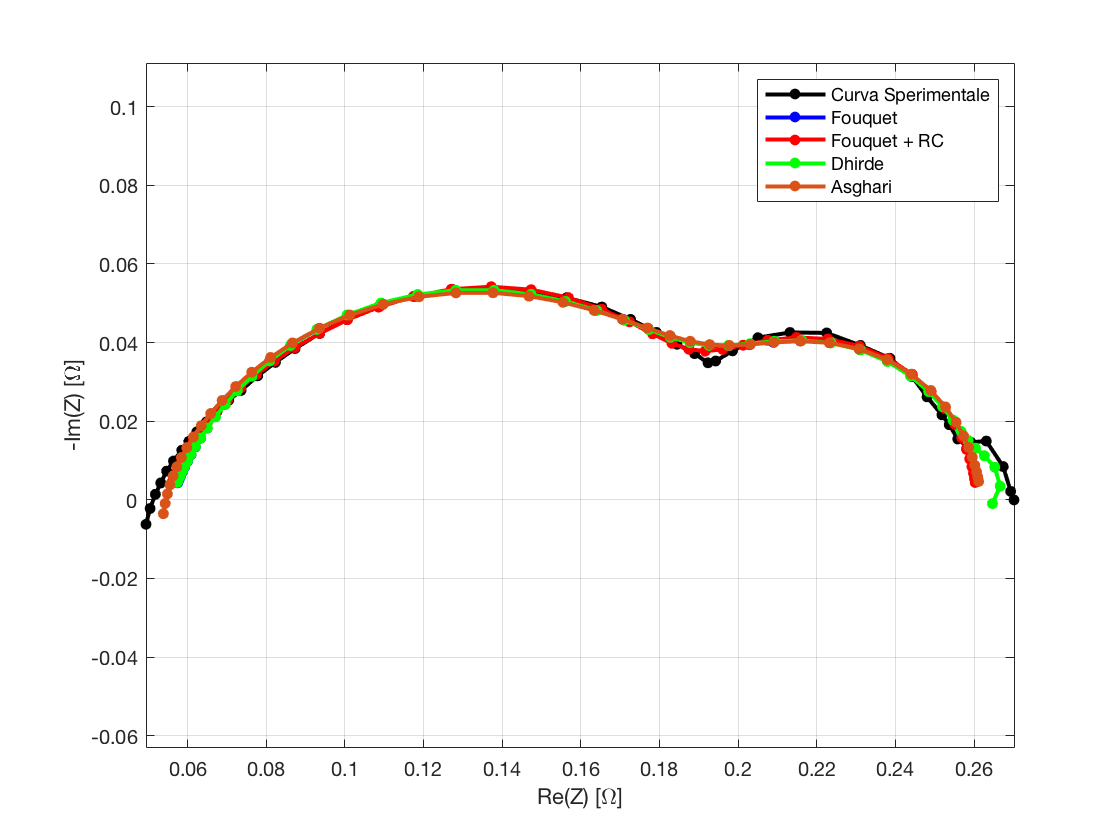 Curva Sperimentale
Fouquet
Fouquet + RC
Dhirde
Asghari
0.1
0.08
0.06
0.04
0.02
0
-0.02
-0.04
-0.06
-Im(Z) [Ω]
0.06 0.08 0.1 0.12 0.14 0.16 0.18 0.2 0.22 0.24 0.26
Re(Z) [Ω]